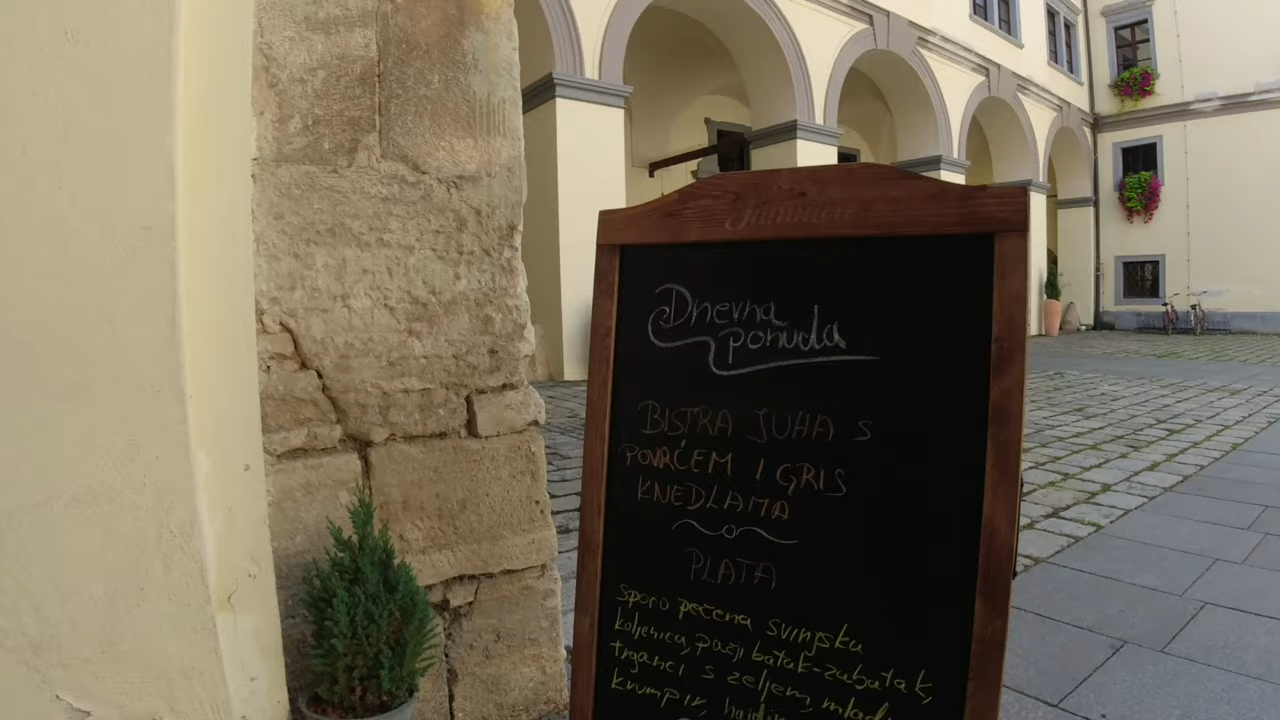 Dnevna
ponuda
BISTRA JUHA S
POVRĆEM I GRIS
KNEDLAMA
PLATA
sporo pečena svinjska
koljenica, pačji batak-zabatak,
trganci s zeljem, mladi
krumpir,